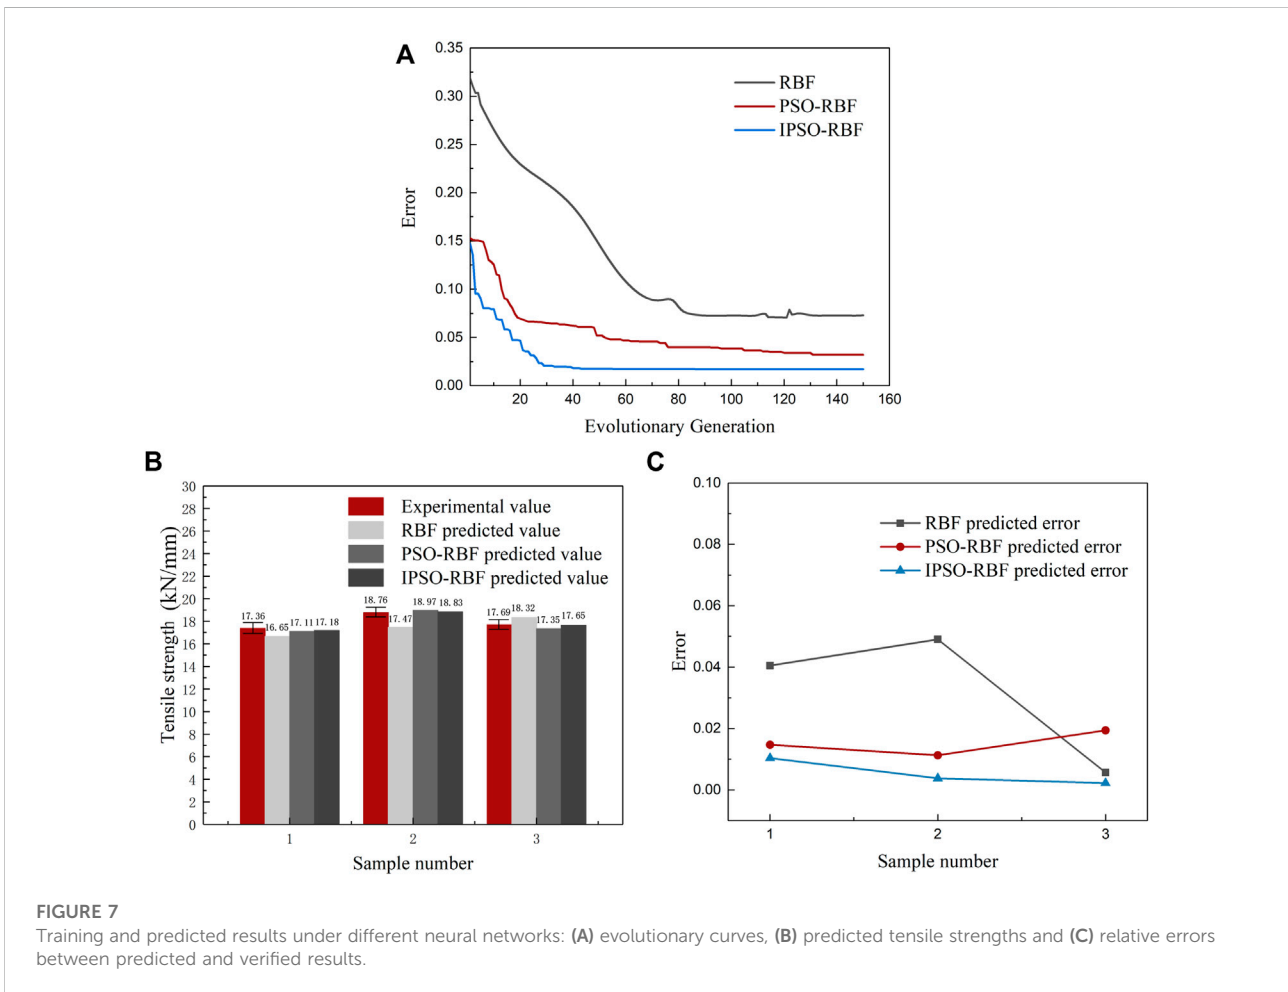 A
0.35
0.30
0.25
0.20
0.15
0.10
0.05
0.00
Error
RBF
PSO-RBF
IPSO-RBF
20 40 60 80 100 120 140 160
Evolutionary Generation
B
30
28
26
24
22
20
18
16
14
12
10
8
6
4
2
0
Tensile strength (kN/mm)
Experimental value
RBF predicted value
PSO-RBF predicted value
IPSO-RBF predicted value
17.36 16.65 17.11 17.18
18.76 17.47 18.97 18.83
17.69 18.32 17.35 17.65
1 2 3
Sample number
C
0.10
0.08
0.06
0.04
0.02
0.00
Error
RBF predicted error
PSO-RBF predicted error
IPSO-RBF predicted error
1 2 3
Sample number
FIGURE 7
Training and predicted results under different neural networks: (A) evolutionary curves, (B) predicted tensile strengths and (C) relative errors
between predicted and verified results.